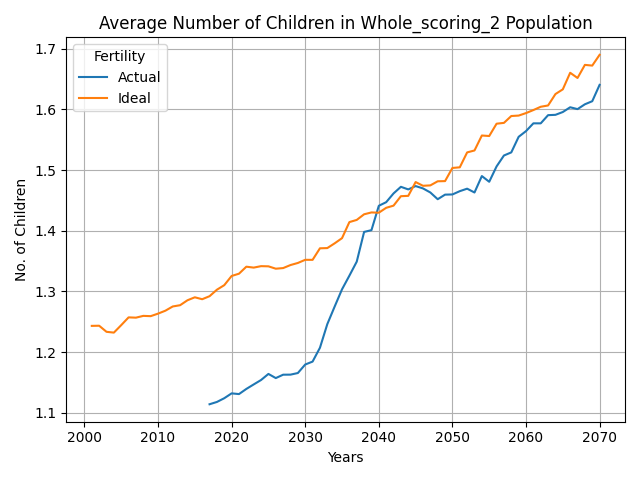 Average Number of Children in Whole_scoring_2 Population
Fertility
Actual
Ideal
No. of Children
1.7
1.6
1.5
1.4
1.3
1.2
1.1
2000 2010 2020 2030 2040 2050 2060 2070
Years